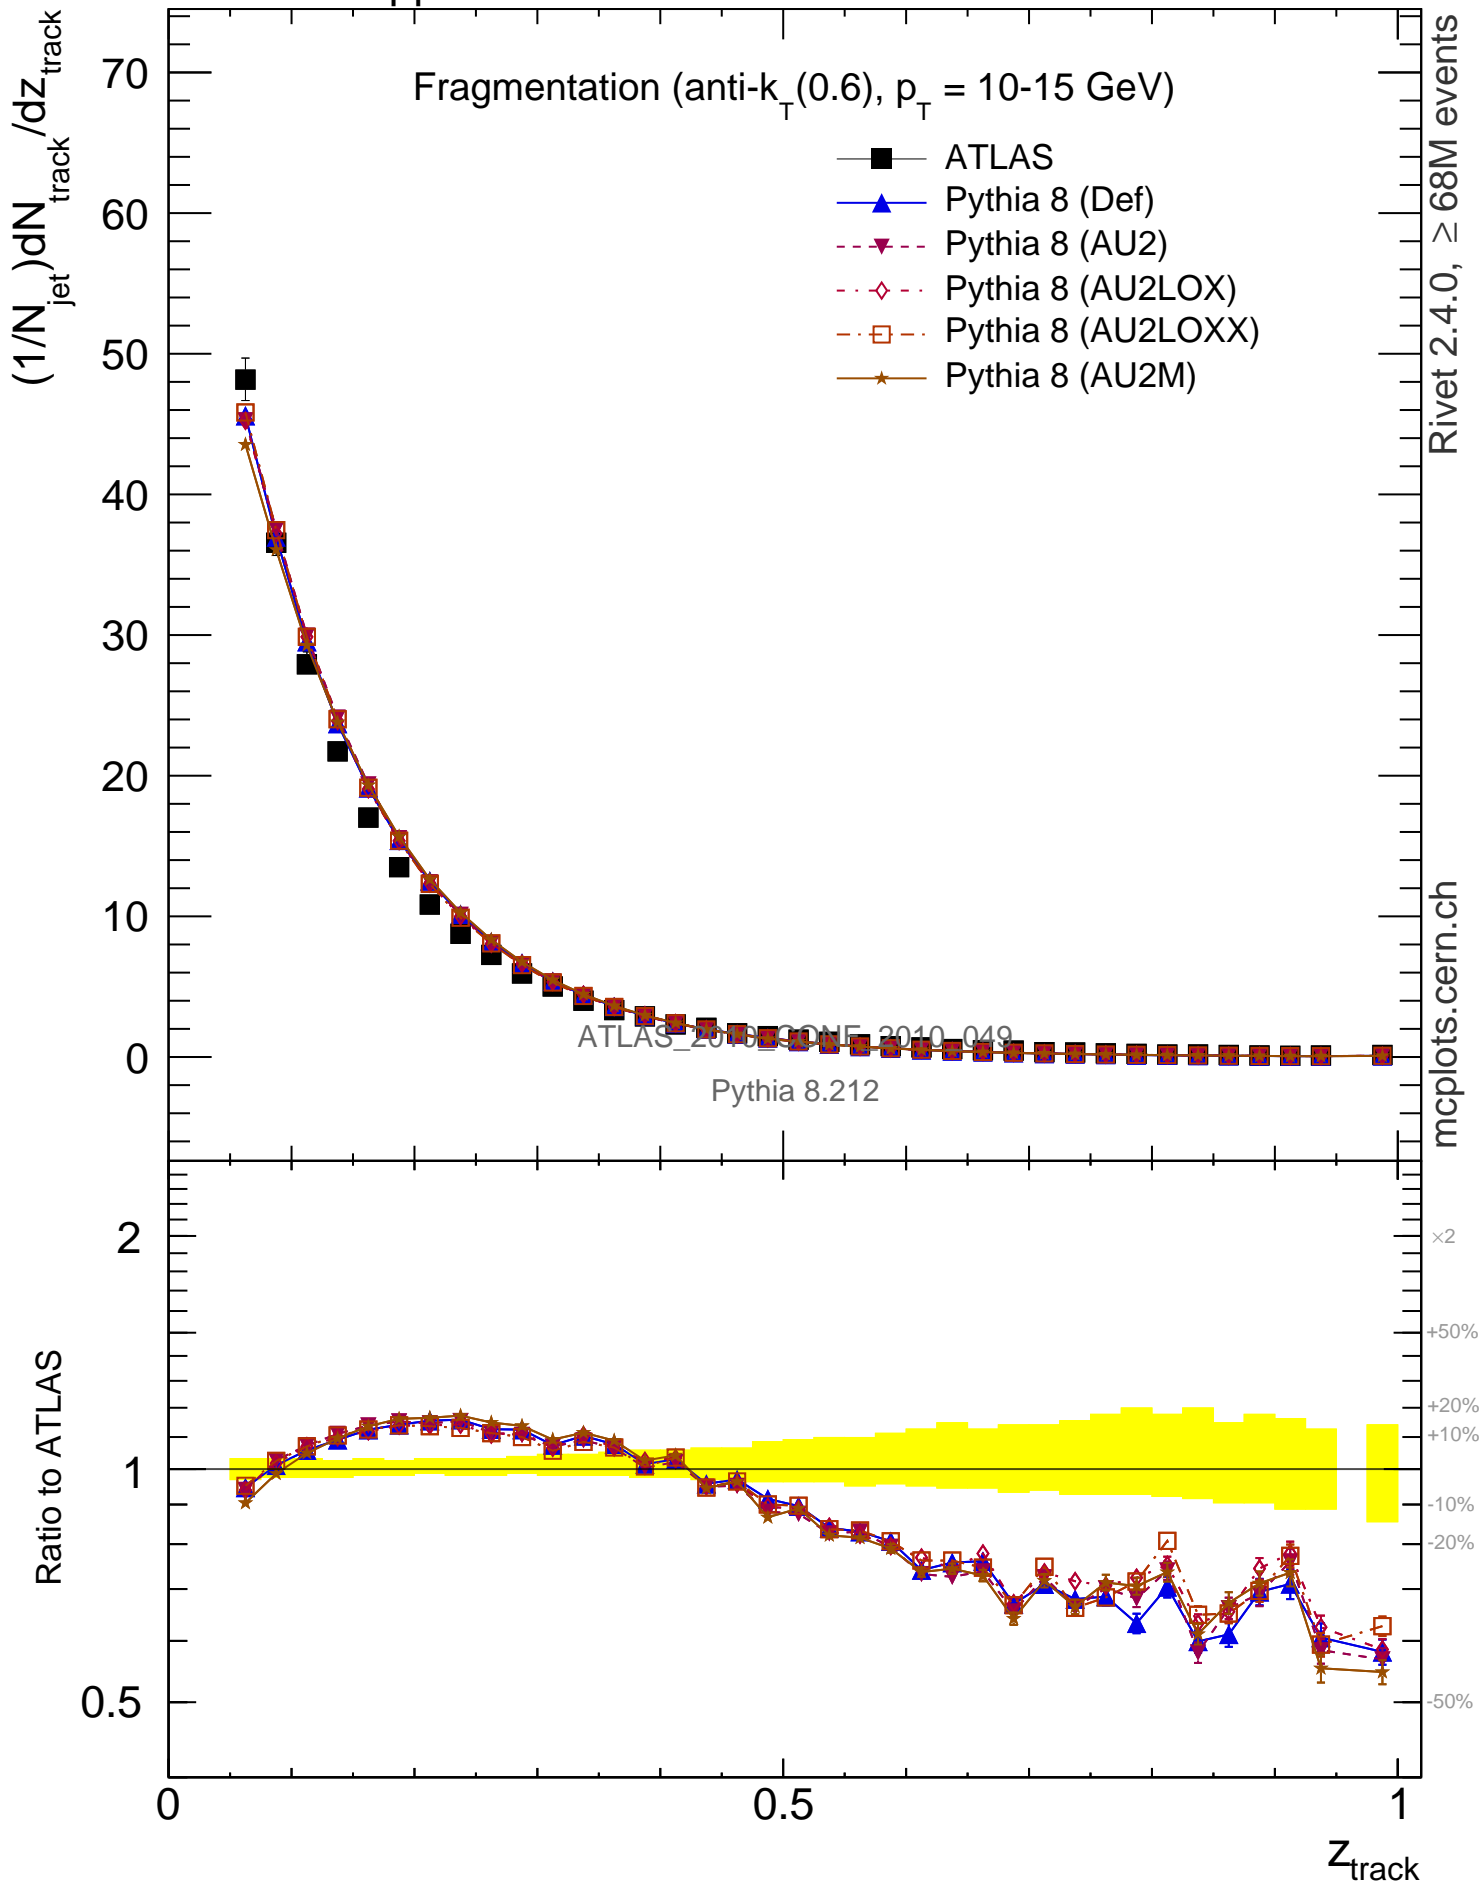 pp
(1/N_jet)dN_track/dz_track
Fragmentation (anti-k_T(0.6), p_T = 10-15 GeV)
ATLAS
Pythia 8 (Def)
Pythia 8 (AU2)
Pythia 8 (AU2LOX)
Pythia 8 (AU2LOXX)
Pythia 8 (AU2M)
70
60
50
40
30
20
10
0
ATLAS_2010_CONF_2010_049
Pythia 8.212
Rivet 2.4.0, ≥ 68M events
mcplots.cern.ch
Ratio to ATLAS
2
1
0.5
×2
+50%
+20%
+10%
-10%
-20%
-50%
0
0.5
1
z_track